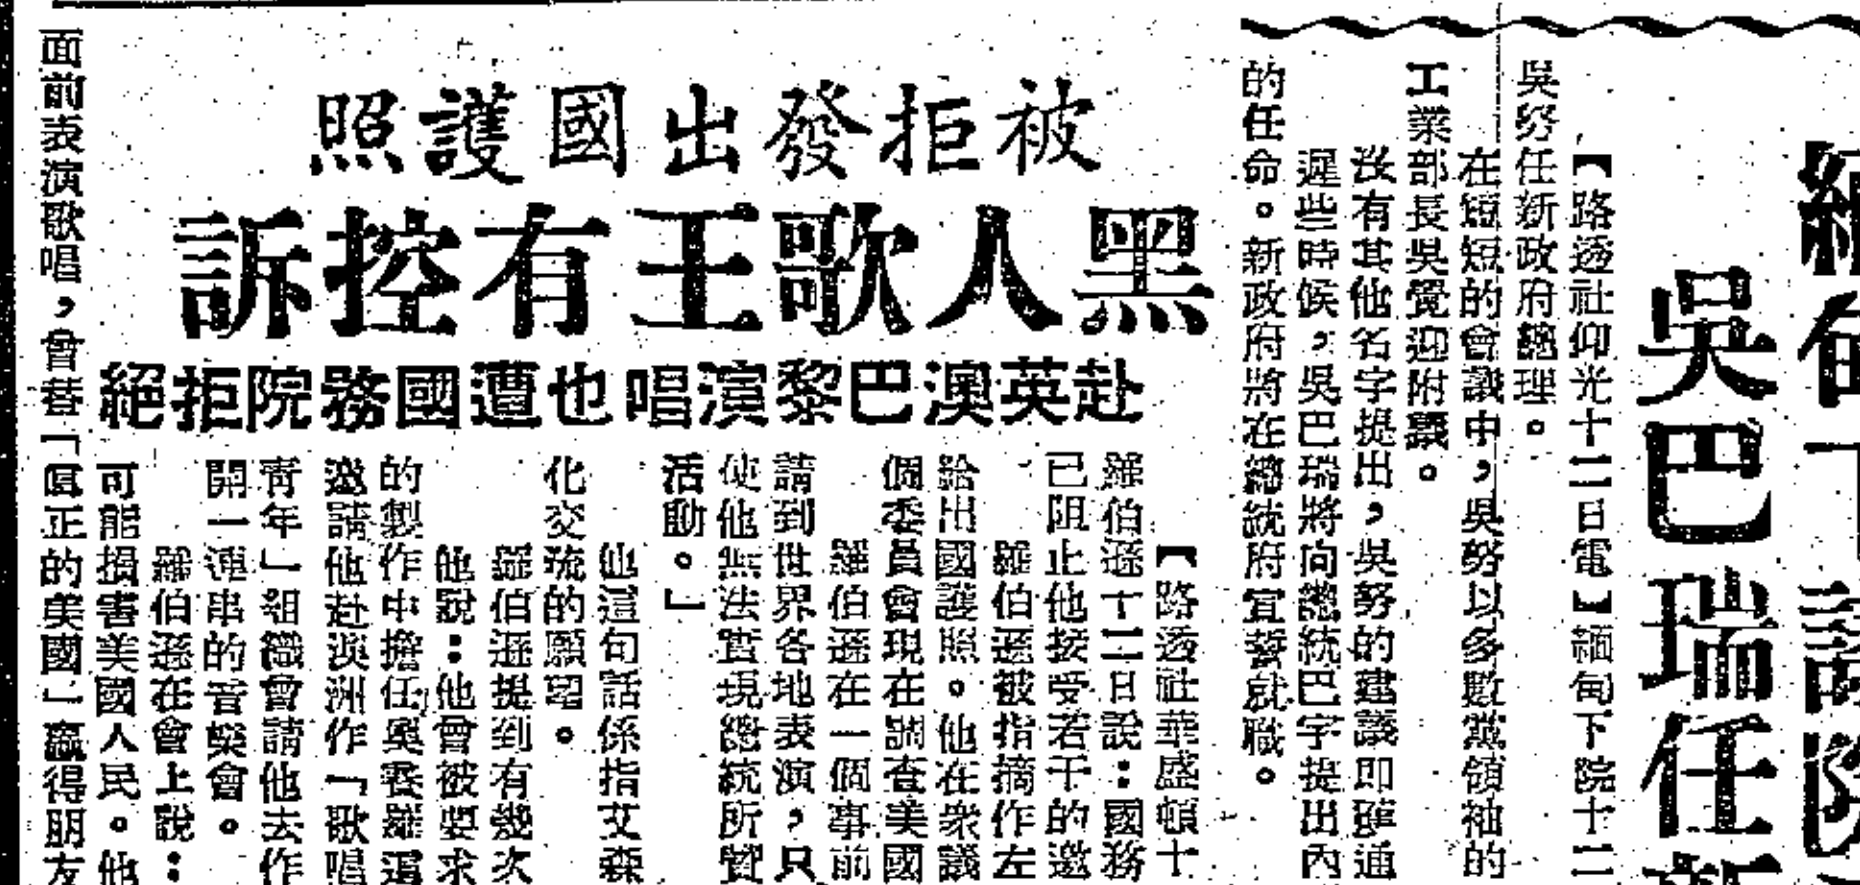 緬甸下議院
吳巴瑞任新
【路透社仰光十二日電】緬甸下院十二
吳努任新政府總理。
在短短的會議中,吳努以多數黨領袖的
工業部長吳覺迎附議。
沒有其他名字提出,吳努的建議即獲通
遲些時候,吳巴瑞將向總統巴宇提出內
的任命。新政府將在總統府宣誓就職。
被拒發出國護照
黑人歌王有控訴
赴英澳巴黎演唱也遭國務院拒絕
【路透社華盛頓十
羅伯遜十二日說:國務
已阻止他接受若干的邀
羅伯遜被指摘作左
給出國護照。他在衆議
個委員會現在調查美國
羅伯遜在一個事前
請到世界各地表演,只
使他無法實現總統所贊
活動。」
他這句話係指艾森
化交流的願望。
羅伯遜提到有幾次
他說:他曾被要求
的製作中擔任奧賽羅這
邀請他赴澳洲作「歌唱
青年」組織會請他去作
開一連串的音樂會。
羅伯遜在會上說:
可能損害美國人民。他
面前表演歌唱,曾替「眞正的美國」贏得朋友